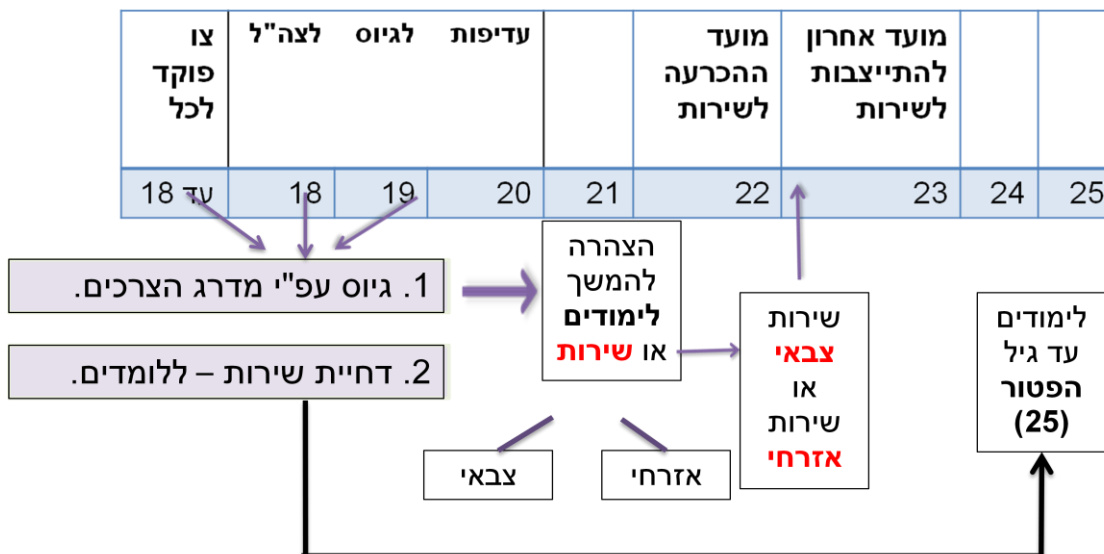 צו
פוקד
לכל
עדיפות לגיוס לצה"ל
מועד
ההכרעה
לשירות
מועד אחרון
להתייצבות
לשירות
עד 18
18
19
20
21
22
23
24
25
1. גיוס עפ"י מדרג הצרכים.
2. דחיית שירות – ללומדים.
הצהרה
להמשך
לימודים
או שירות
צבאי
אזרחי
שירות
צבאי
או
שירות
אזרחי
לימודים
עד גיל
הפטור
(25)